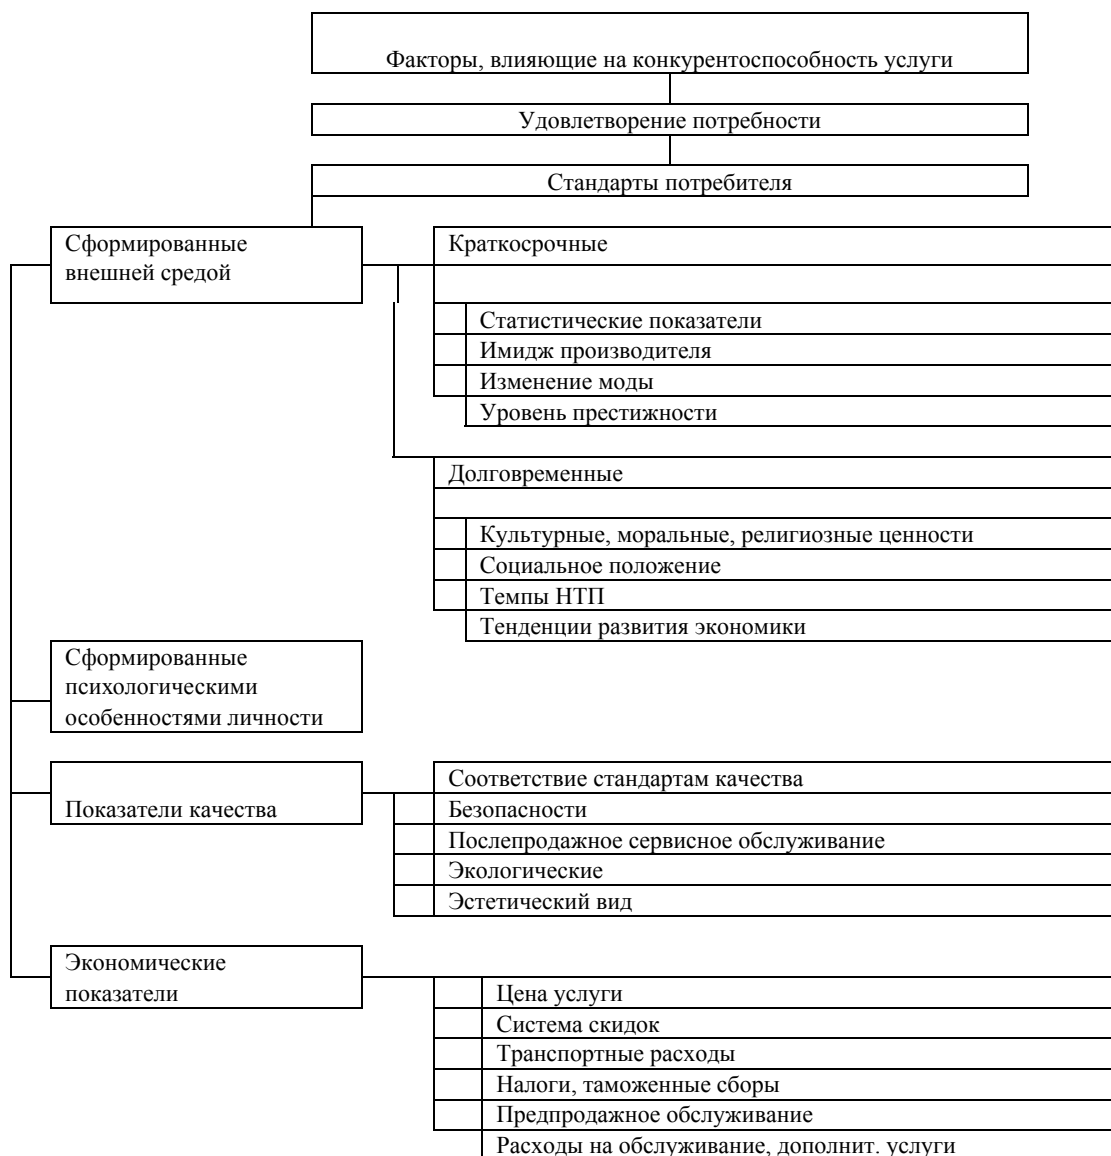 Факторы, влияющие на конкурентоспособность услуги
Удовлетворение потребности
Стандарты потребителя
Сформированные
внешней средой
Краткосрочные
Статистические показатели
Имидж производителя
Изменение моды
Уровень престижности
Долговременные
Культурные, моральные, религиозные ценности
Социальное положение
Темпы НТП
Тенденции развития экономики
Сформированные
психологическими
особенностями личности
Показатели качества
Соответствие стандартам качества
Безопасности
Послепродажное сервисное обслуживание
Экологические
Эстетический вид
Экономические
показатели
Цена услуги
Система скидок
Транспортные расходы
Налоги, таможенные сборы
Предпродажное обслуживание
Расходы на обслуживание, дополнит. услуги